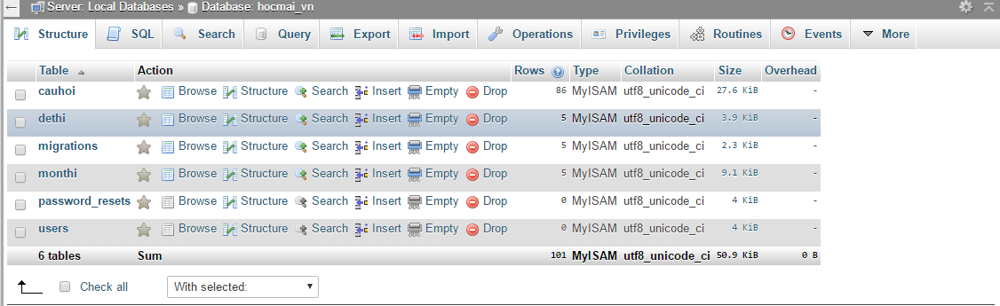 Server: Local Databases » Database: hocmai_vn
Structure SQL Search Query Export Import Operations Privileges Routines Events More
Table Action Rows Type Collation Size Overhead
cauhoi Browse Structure Search Insert Empty Drop 86 MyISAM utf8_unicode_ci 27.6 KiB -
dethi Browse Structure Search Insert Empty Drop 5 MyISAM utf8_unicode_ci 3.9 KiB -
migrations Browse Structure Search Insert Empty Drop 5 MyISAM utf8_unicode_ci 2.3 KiB -
monthi Browse Structure Search Insert Empty Drop 5 MyISAM utf8_unicode_ci 9.1 KiB -
password_resets Browse Structure Search Insert Empty Drop 0 MyISAM utf8_unicode_ci 4 KiB -
users Browse Structure Search Insert Empty Drop 0 MyISAM utf8_unicode_ci 4 KiB -
6 tables Sum 101 MyISAM utf8_unicode_ci 50.9 KiB 0 B
Check all With selected: